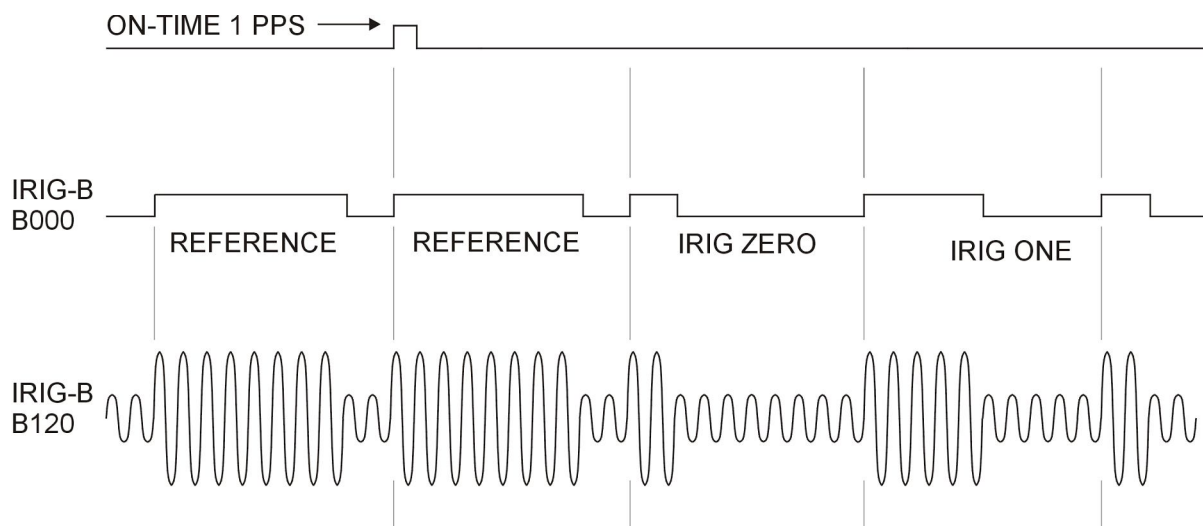 ON-TIME 1 PPS
IRIG-B
B000
REFERENCE
REFERENCE
IRIG ZERO
IRIG ONE
IRIG-B
B120